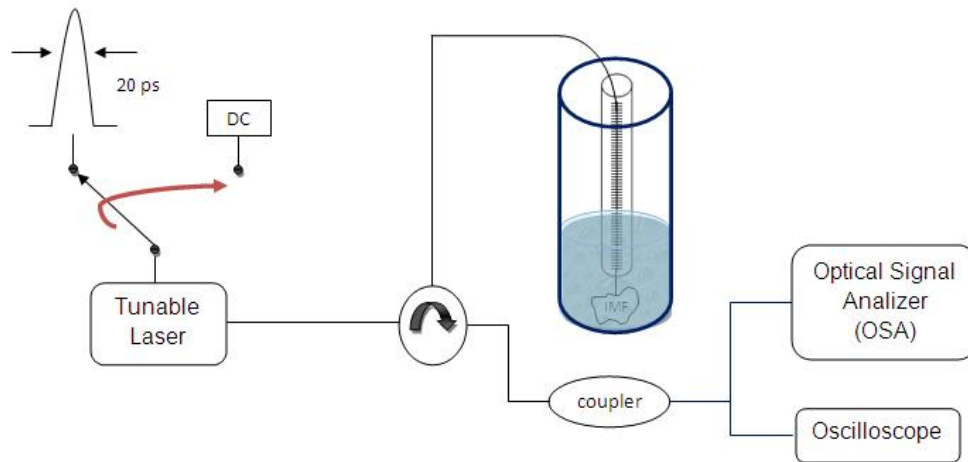 20 ps
DC
Tunable
Laser
IMF
coupler
Optical Signal
Analizer
(OSA)
Oscilloscope